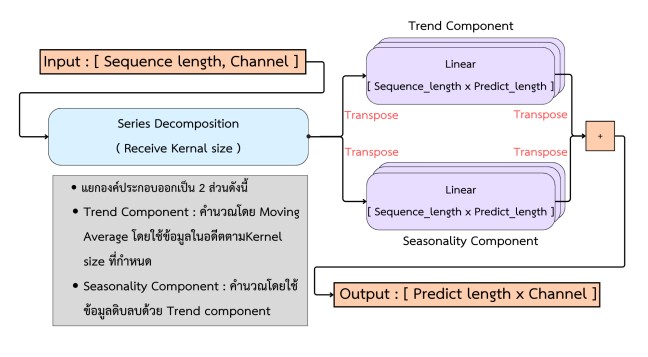 Trend Component
Input : [ Sequence length, Channel ]
Linear
[ Sequence_length x Predict_length ]
Series Decomposition
( Receive Kernal size )
Transpose
Transpose
+
Transpose
Transpose
Linear
[ Sequence_length x Predict_length ]
Seasonality Component
• แยกองค์ประกอบออกเป็น 2 ส่วนดังนี้
• Trend Component : คำนวณโดย Moving
Average โดยใช้ข้อมูลในอดีตตามKernel
size ที่กำหนด
• Seasonality Component : คำนวณโดยใช้
ข้อมูลดิบลบด้วย Trend component
Output : [ Predict length x Channel ]